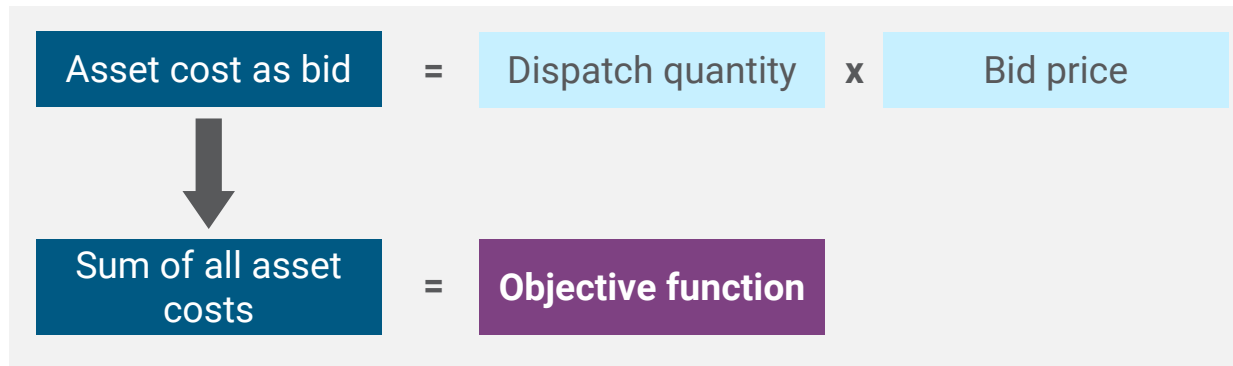 Asset cost as bid = Dispatch quantity x Bid price
Sum of all asset
costs = Objective function